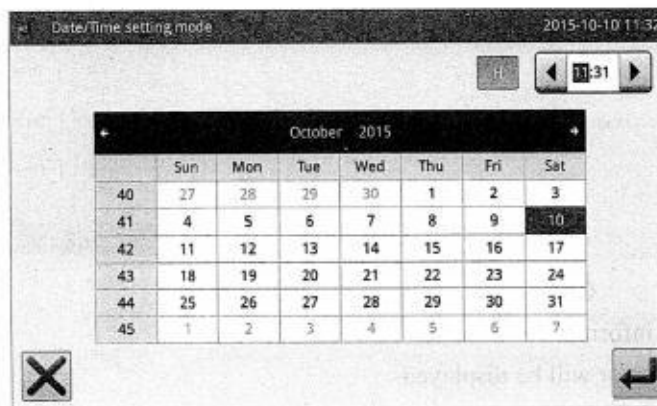 Date/Time setting mode 2015-10-10 11:32
H 11:31
October 2015
Sun Mon Tue Wed Thu Fri Sat
40 27 28 29 30 1 2 3
41 4 5 6 7 8 9 10
42 11 12 13 14 15 16 17
43 18 19 20 21 22 23 24
44 25 26 27 28 29 30 31
45 1 2 3 4 5 6 7